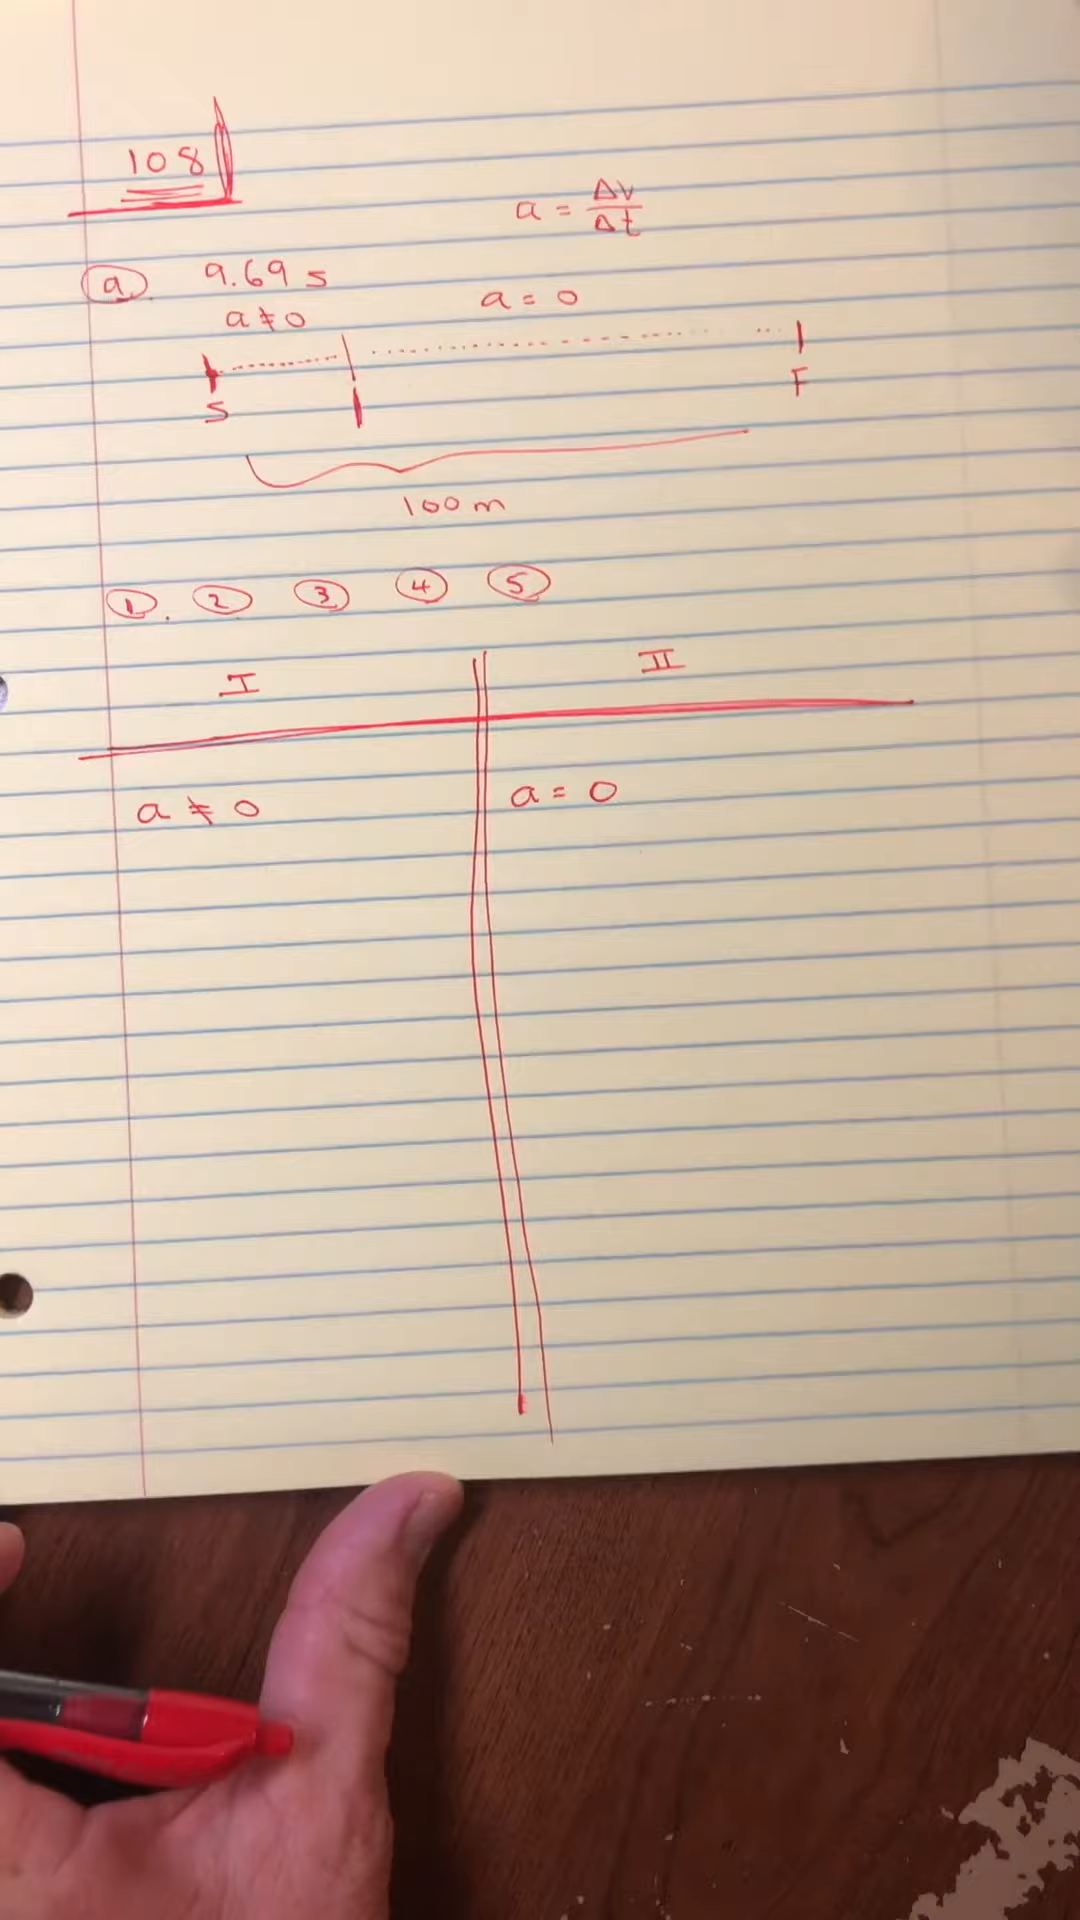 108
a = Δv/Δt
a. 9.69 s
a ≠ 0 a = 0
S F
100 m
1. 2 3 4 5
I II
a ≠ 0 a = 0